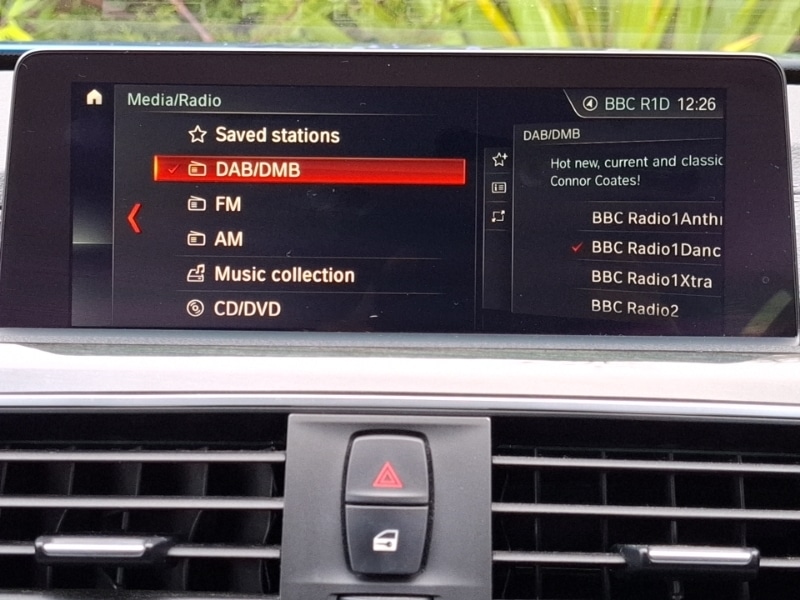 Media/Radio
BBC R1D 12:26
Saved stations
DAB/DMB
FM
AM
Music collection
CD/DVD
DAB/DMB
Hot new, current and classic
Connor Coates!
BBC Radio1Anth
BBC Radio1Danc
BBC Radio1Xtra
BBC Radio2